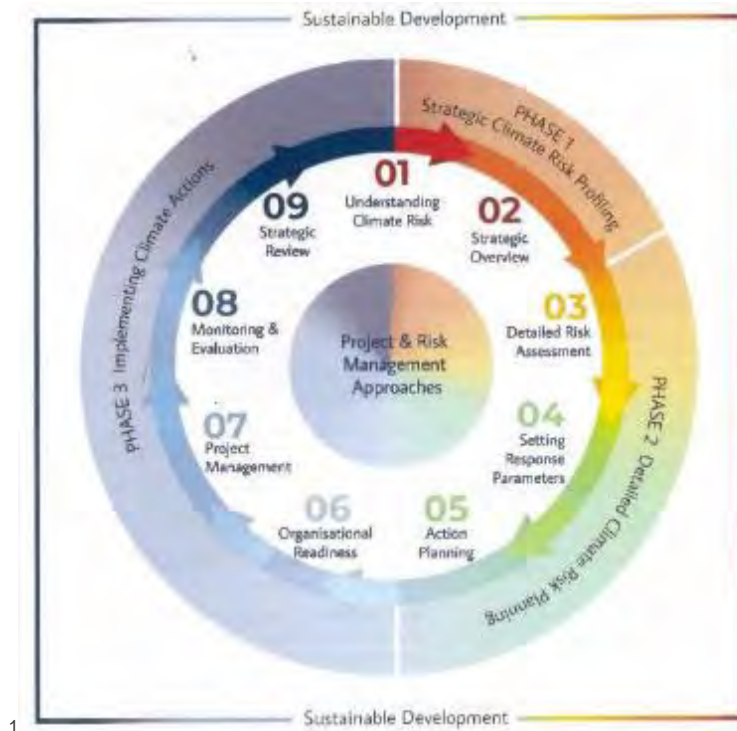 Sustainable Development
PHASE 1
Strategic Climate Risk Profiling
01
Understanding
Climate Risk
02
Strategic
Overview
03
Detailed Risk
Assessment
PHASE 2 Detailed Climate Risk Planning
04
Setting
Response
Parameters
05
Action
Planning
06
Organisational
Readiness
07
Project
Management
08
Monitoring &
Evaluation
09
Strategic
Review
PHASE 3 Implementing Climate Actions
Project & Risk
Management
Approaches
Sustainable Development
1